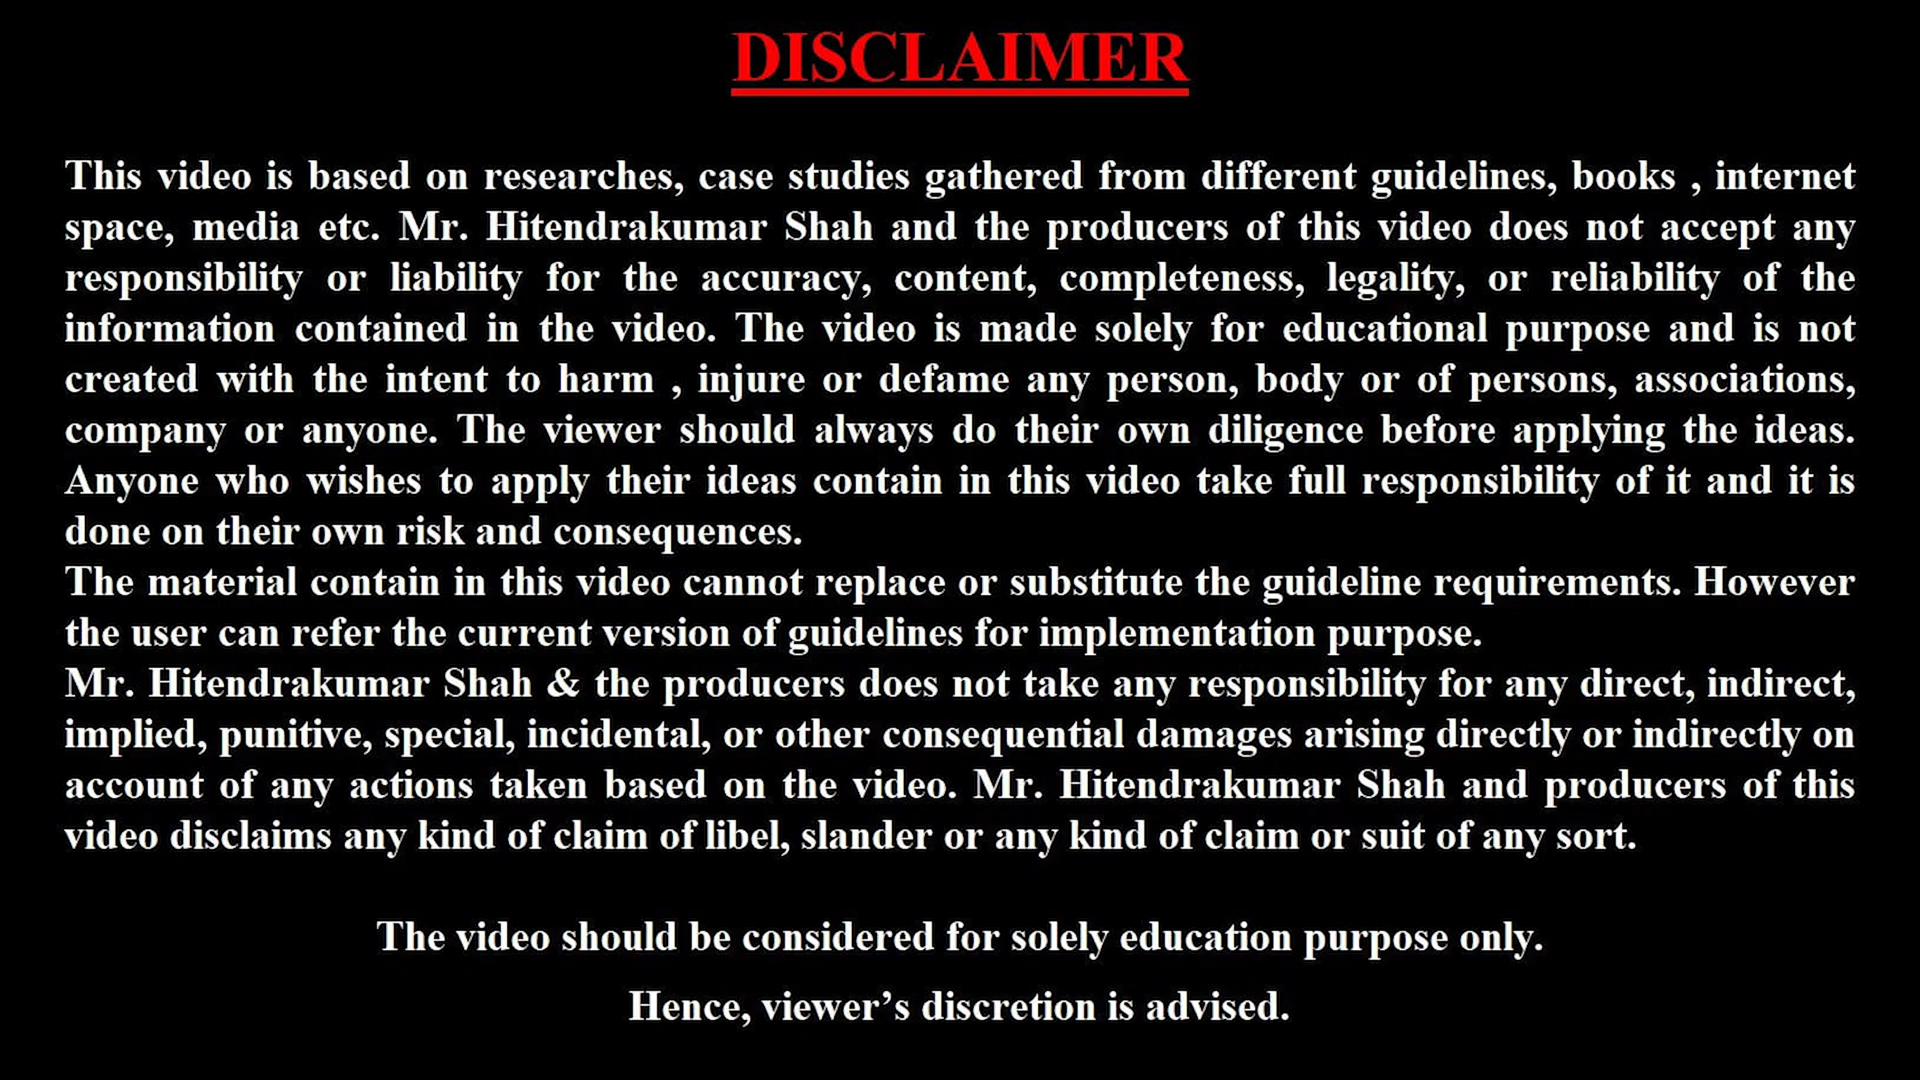 DISCLAIMER
This video is based on researches, case studies gathered from different guidelines, books , internet
space, media etc. Mr. Hitendrakumar Shah and the producers of this video does not accept any
responsibility or liability for the accuracy, content, completeness, legality, or reliability of the
information contained in the video. The video is made solely for educational purpose and is not
created with the intent to harm , injure or defame any person, body or of persons, associations,
company or anyone. The viewer should always do their own diligence before applying the ideas.
Anyone who wishes to apply their ideas contain in this video take full responsibility of it and it is
done on their own risk and consequences.
The material contain in this video cannot replace or substitute the guideline requirements. However
the user can refer the current version of guidelines for implementation purpose.
Mr. Hitendrakumar Shah & the producers does not take any responsibility for any direct, indirect,
implied, punitive, special, incidental, or other consequential damages arising directly or indirectly on
account of any actions taken based on the video. Mr. Hitendrakumar Shah and producers of this
video disclaims any kind of claim of libel, slander or any kind of claim or suit of any sort.
The video should be considered for solely education purpose only.
Hence, viewer’s discretion is advised.